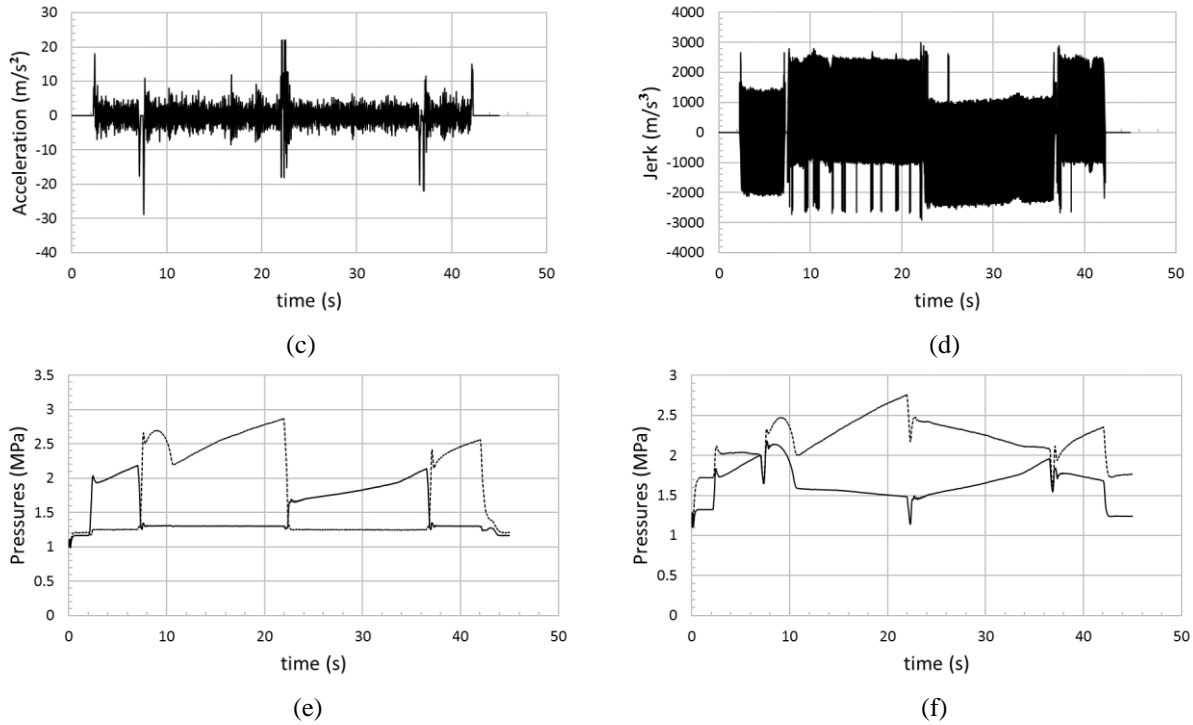 30
20
10
0
-10
-20
-30
-40
Acceleration (m/s²)
0 10 20 30 40 50
time (s)
(c)
4000
3000
2000
1000
0
-1000
-2000
-3000
-4000
Jerk (m/s³)
0 10 20 30 40 50
time (s)
(d)
3.5
3
2.5
2
1.5
1
0.5
0
Pressures (MPa)
0 10 20 30 40 50
time (s)
(e)
3
2.5
2
1.5
1
0.5
0
Pressures (MPa)
0 10 20 30 40 50
time (s)
(f)